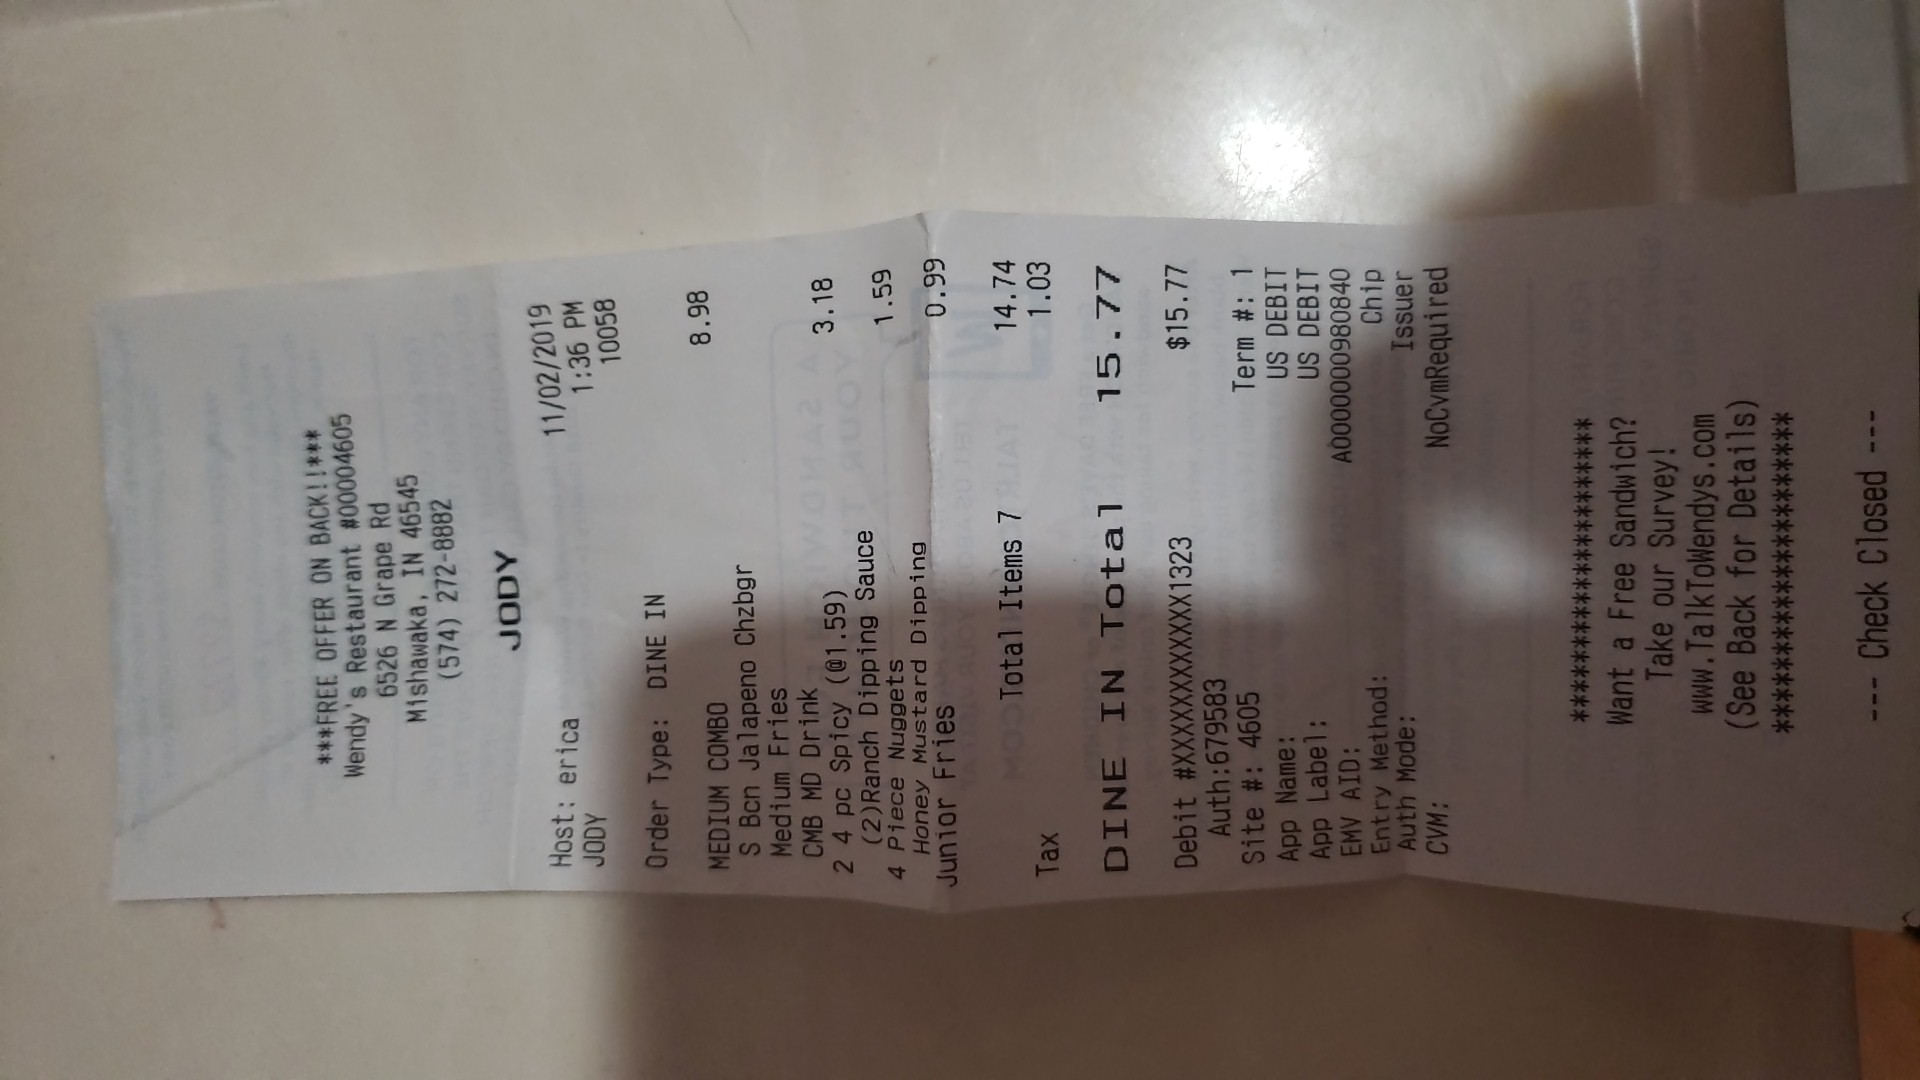 ***FREE OFFER ON BACK!!***
Wendy's Restaurant #00004605
6526 N Grape Rd
Mishawaka, IN 46545
(574) 272-8882
JODY
Host: erica 11/02/2019
JODY 1:36 PM
10058
Order Type: DINE IN
MEDIUM COMBO 8.98
S Bcn Jalapeno Chzbgr
Medium Fries
CMB MD Drink
2 4 pc Spicy (@1.59) 3.18
(2)Ranch Dipping Sauce
4 Piece Nuggets 1.59
Honey Mustard Dipping
Junior Fries 0.99
Total Items 7 14.74
Tax 1.03
DINE IN Total 15.77
Debit #XXXXXXXXXXXX1323 $15.77
Auth:679583
Site #: 4605 Term #: 1
App Name: US DEBIT
App Label: US DEBIT
EMV AID: A0000000980840
Entry Method: Chip
Auth Mode: Issuer
CVM: NoCvmRequired
**************************
Want a Free Sandwich?
Take our Survey!
www.TalkToWendys.com
(See Back for Details)
**************************
--- Check Closed ---